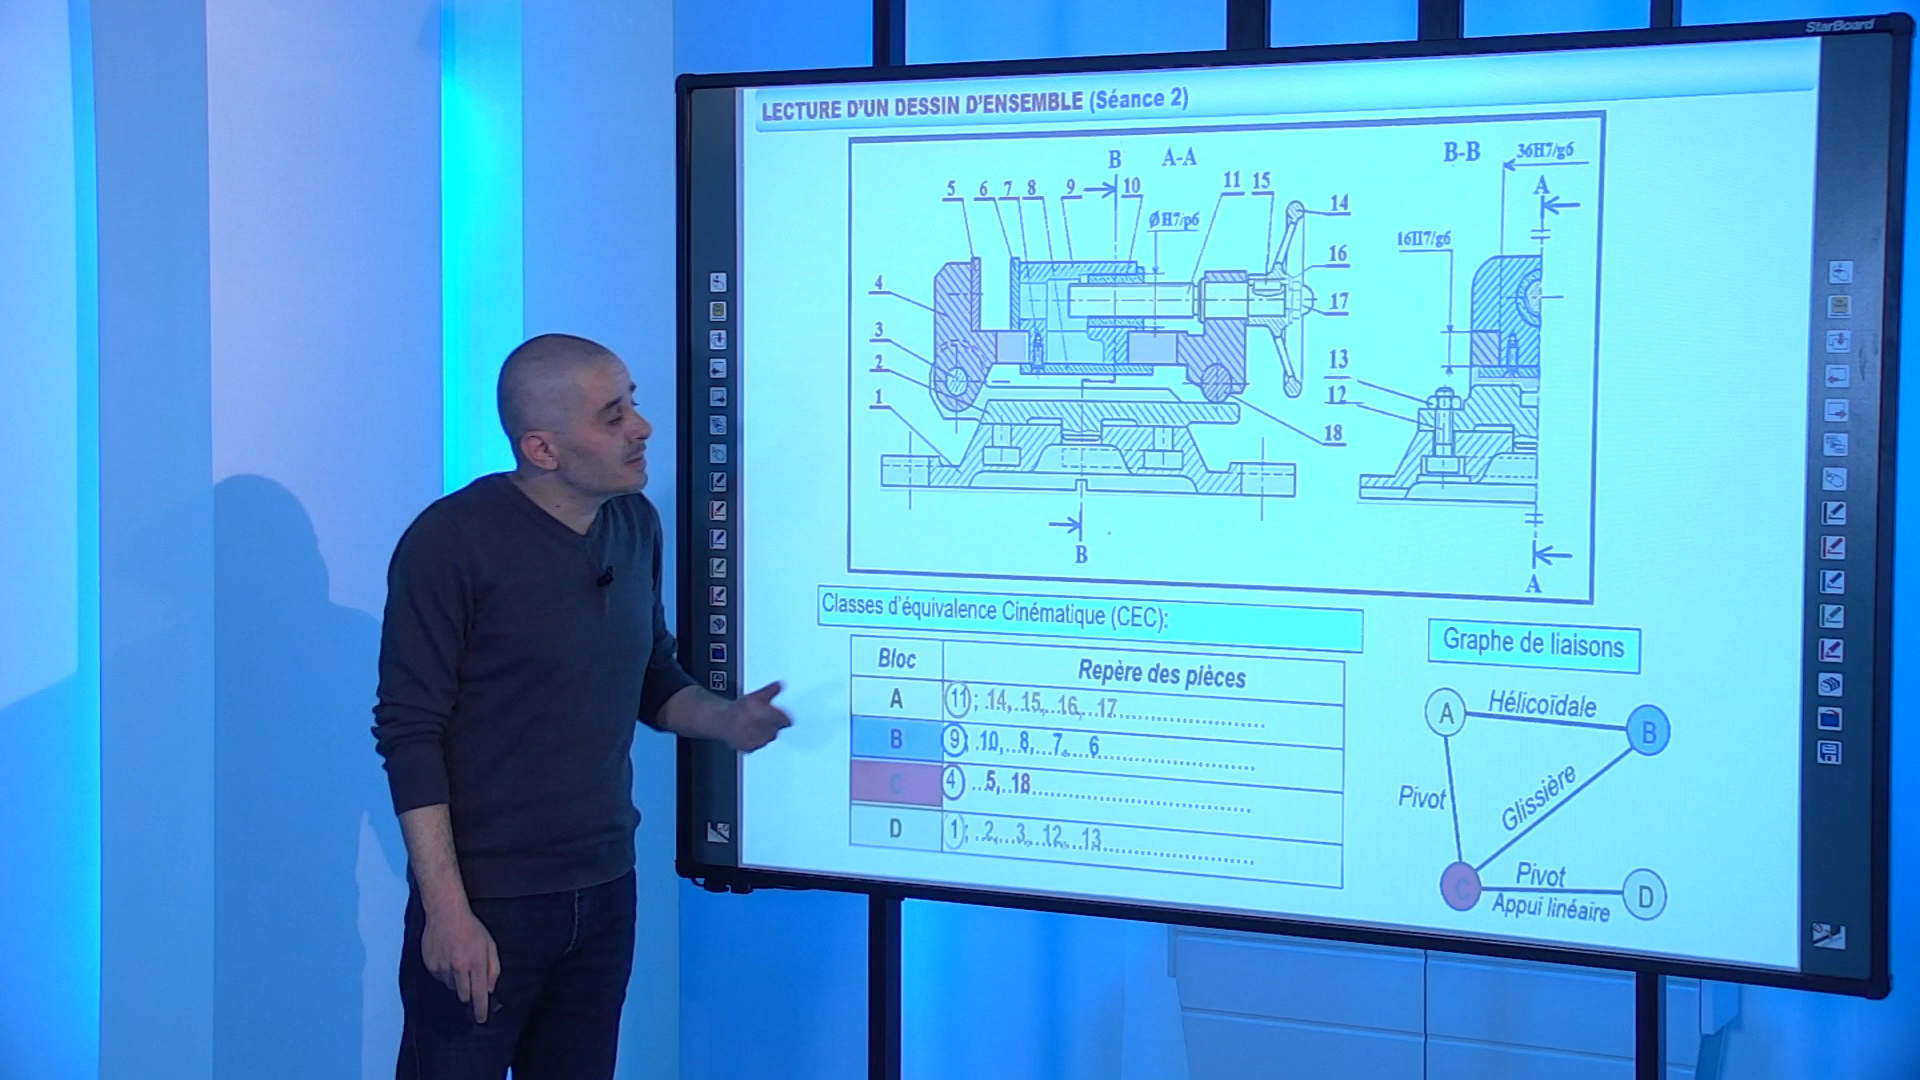 StarBoard
LECTURE D'UN DESSIN D'ENSEMBLE (Séance 2)
B A-A B-B 36H7/g6
5 6 7 8 9 10 11 15 A
14
ØH7/p6
16H7/g6
16
4
17
3
13
2
12
1
18
B
A
Classes d'équivalence Cinématique (CEC):
Graphe de liaisons
Bloc Repère des pièces
A 11; .14,..15,..16,...17
B 9; .10,...8,...7,....6
C 4 ...5,..18
D 1; ..2,...3,..12,...13
A Hélicoïdale B
Pivot Glissière
C Pivot D
Appui linéaire